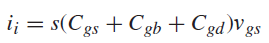 i_i = s(C_gs + C_gb + C_gd)v_gs